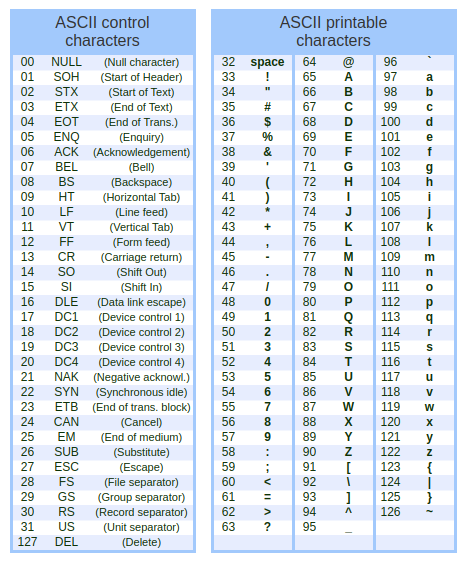 ASCII control
characters
00 NULL (Null character)
01 SOH (Start of Header)
02 STX (Start of Text)
03 ETX (End of Text)
04 EOT (End of Trans.)
05 ENQ (Enquiry)
06 ACK (Acknowledgement)
07 BEL (Bell)
08 BS (Backspace)
09 HT (Horizontal Tab)
10 LF (Line feed)
11 VT (Vertical Tab)
12 FF (Form feed)
13 CR (Carriage return)
14 SO (Shift Out)
15 SI (Shift In)
16 DLE (Data link escape)
17 DC1 (Device control 1)
18 DC2 (Device control 2)
19 DC3 (Device control 3)
20 DC4 (Device control 4)
21 NAK (Negative acknowl.)
22 SYN (Synchronous idle)
23 ETB (End of trans. block)
24 CAN (Cancel)
25 EM (End of medium)
26 SUB (Substitute)
27 ESC (Escape)
28 FS (File separator)
29 GS (Group separator)
30 RS (Record separator)
31 US (Unit separator)
127 DEL (Delete)
ASCII printable
characters
32 space 64 @ 96 `
33 ! 65 A 97 a
34 " 66 B 98 b
35 # 67 C 99 c
36 $ 68 D 100 d
37 % 69 E 101 e
38 & 70 F 102 f
39 ' 71 G 103 g
40 ( 72 H 104 h
41 ) 73 I 105 i
42 * 74 J 106 j
43 + 75 K 107 k
44 , 76 L 108 l
45 - 77 M 109 m
46 . 78 N 110 n
47 / 79 O 111 o
48 0 80 P 112 p
49 1 81 Q 113 q
50 2 82 R 114 r
51 3 83 S 115 s
52 4 84 T 116 t
53 5 85 U 117 u
54 6 86 V 118 v
55 7 87 W 119 w
56 8 88 X 120 x
57 9 89 Y 121 y
58 : 90 Z 122 z
59 ; 91 [ 123 {
60 < 92 \ 124 |
61 = 93 ] 125 }
62 > 94 ^ 126 ~
63 ? 95 _